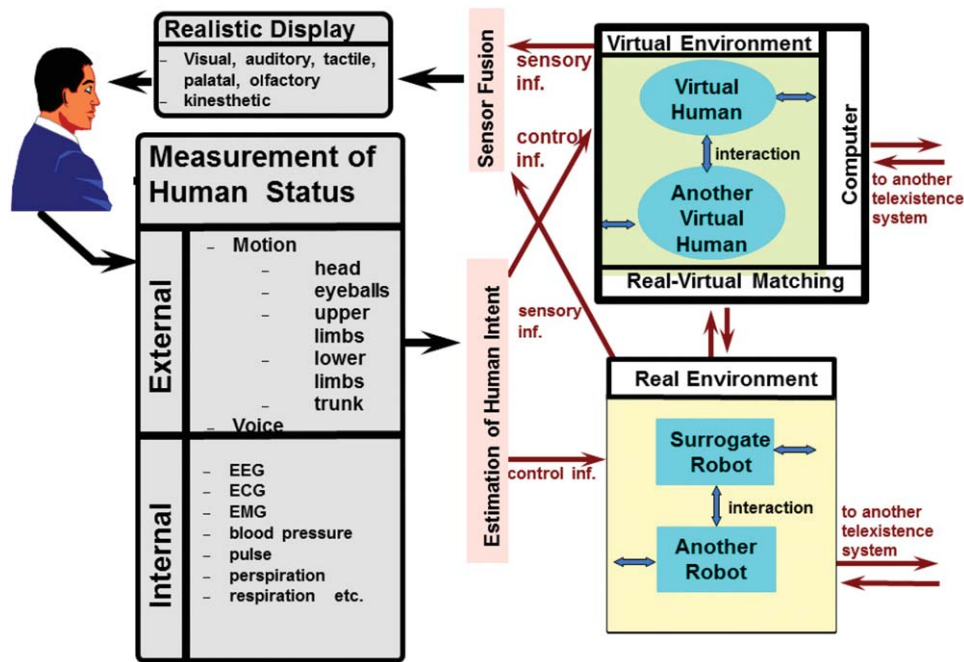 Realistic Display
– Visual, auditory, tactile,
palatal, olfactory
– kinesthetic
Measurement of
Human Status
External
– Motion
– head
– eyeballs
– upper
limbs
– lower
limbs
– trunk
– Voice
Internal
– EEG
– ECG
– EMG
– blood pressure
– pulse
– perspiration
– respiration etc.
Sensor Fusion
Estimation of Human Intent
sensory
inf.
control
inf.
sensory
inf.
control inf.
Virtual Environment
Virtual
Human
interaction
Another
Virtual
Human
Computer
Real-Virtual Matching
to another
telexistence
system
Real Environment
Surrogate
Robot
interaction
Another
Robot
to another
telexistence
system